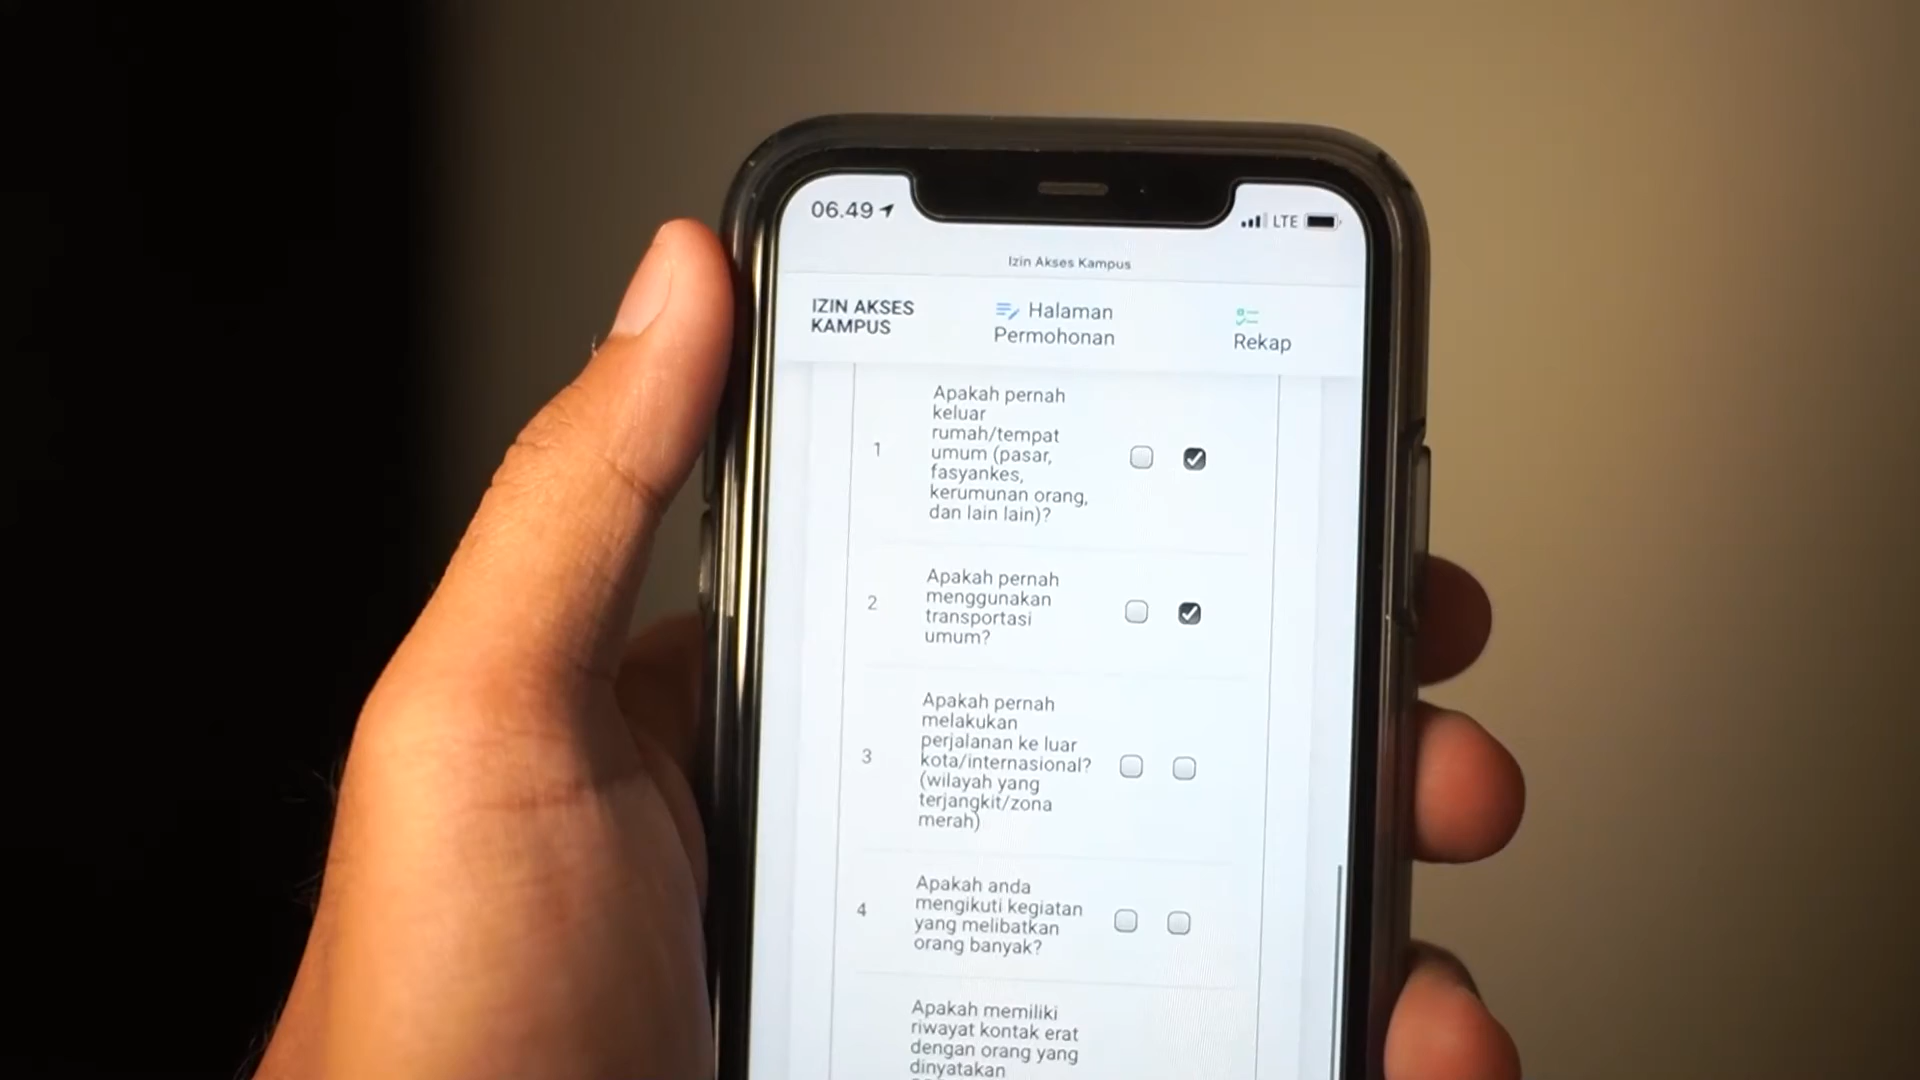 06.49
LTE
Izin Akses Kampus
IZIN AKSES
KAMPUS
Halaman
Permohonan
Rekap
1
Apakah pernah
keluar
rumah/tempat
umum (pasar,
fasyankes,
kerumunan orang,
dan lain lain)?
2
Apakah pernah
menggunakan
transportasi
umum?
3
Apakah pernah
melakukan
perjalanan ke luar
kota/internasional?
(wilayah yang
terjangkit/zona
merah)
4
Apakah anda
mengikuti kegiatan
yang melibatkan
orang banyak?
Apakah memiliki
riwayat kontak erat
dengan orang yang
dinyatakan